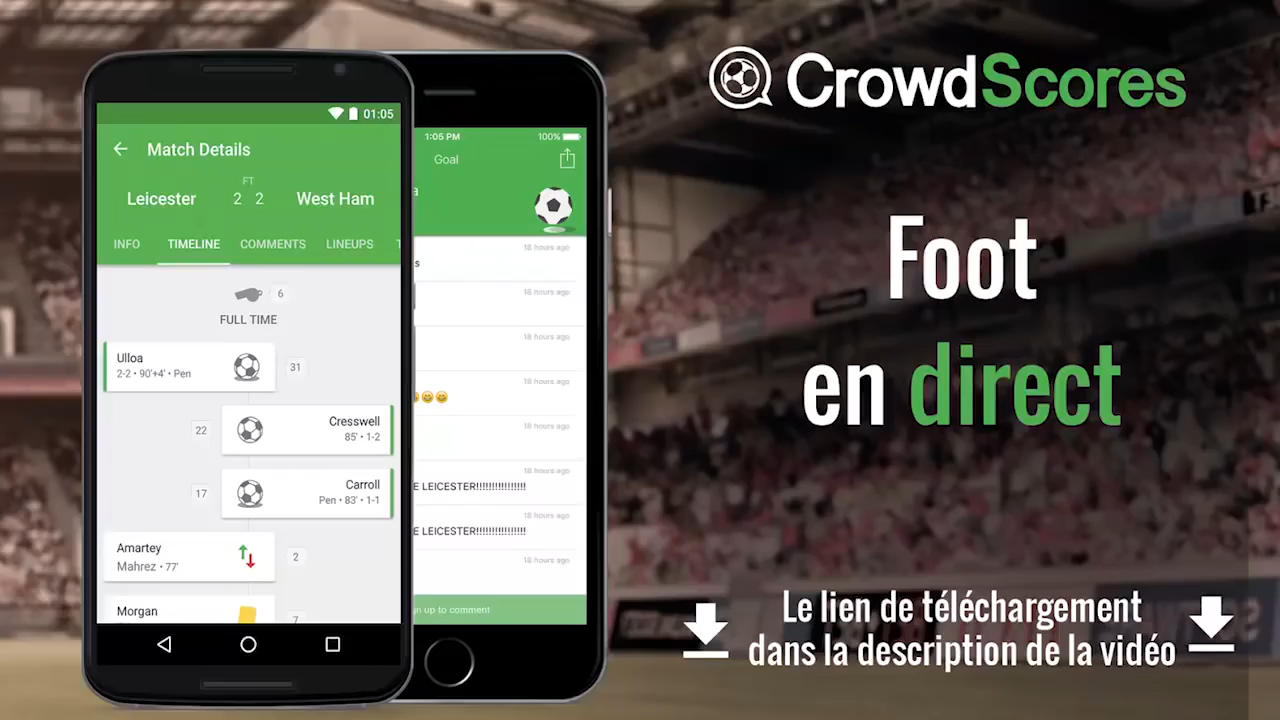 01:05
Match Details
FT
Leicester 2 2 West Ham
INFO TIMELINE COMMENTS LINEUPS
6
FULL TIME
Ulloa
2-2 • 90'+4' • Pen
31
Cresswell
85' • 1-2
22
Carroll
Pen • 83' • 1-1
17
Amartey
Mahrez • 77'
2
Morgan
7
1:05 PM 100%
Goal
18 hours ago
18 hours ago
18 hours ago
18 hours ago
18 hours ago
18 hours ago
E LEICESTER!!!!!!!!!!!!!!!!
18 hours ago
E LEICESTER!!!!!!!!!!!!!!!!
18 hours ago
n up to comment
CrowdScores
Foot
en direct
Le lien de téléchargement
dans la description de la vidéo